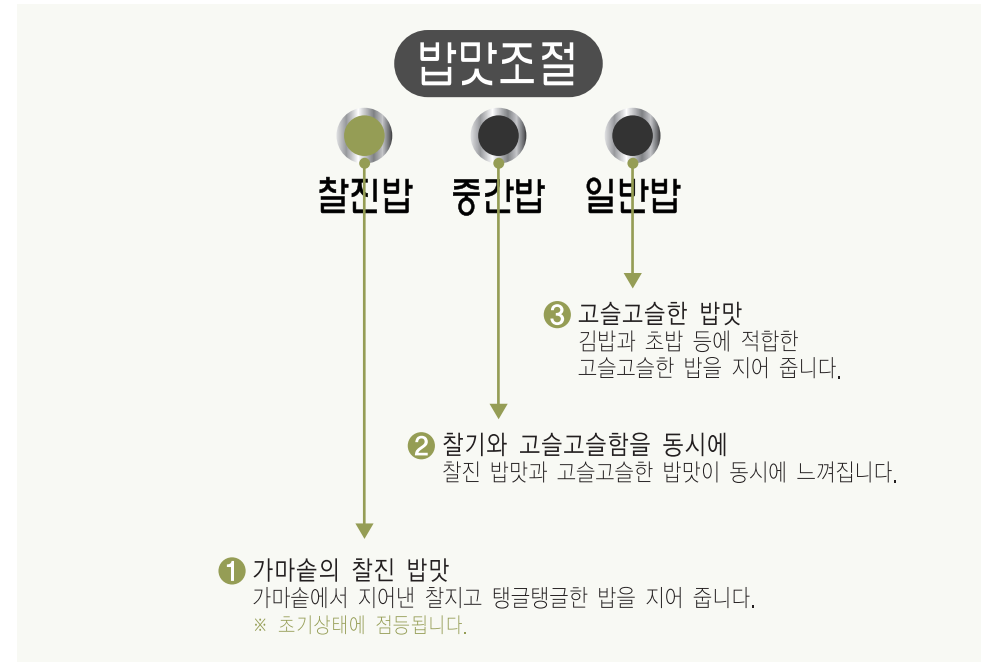 밥맛조절
찰진밥 중간밥 일반밥
❸ 고슬고슬한 밥맛
김밥과 초밥 등에 적합한
고슬고슬한 밥을 지어 줍니다.
❷ 찰기와 고슬고슬함을 동시에
찰진 밥맛과 고슬고슬한 밥맛이 동시에 느껴집니다.
❶ 가마솥의 찰진 밥맛
가마솥에서 지어낸 찰지고 탱글탱글한 밥을 지어 줍니다.
※ 초기상태에 점등됩니다.